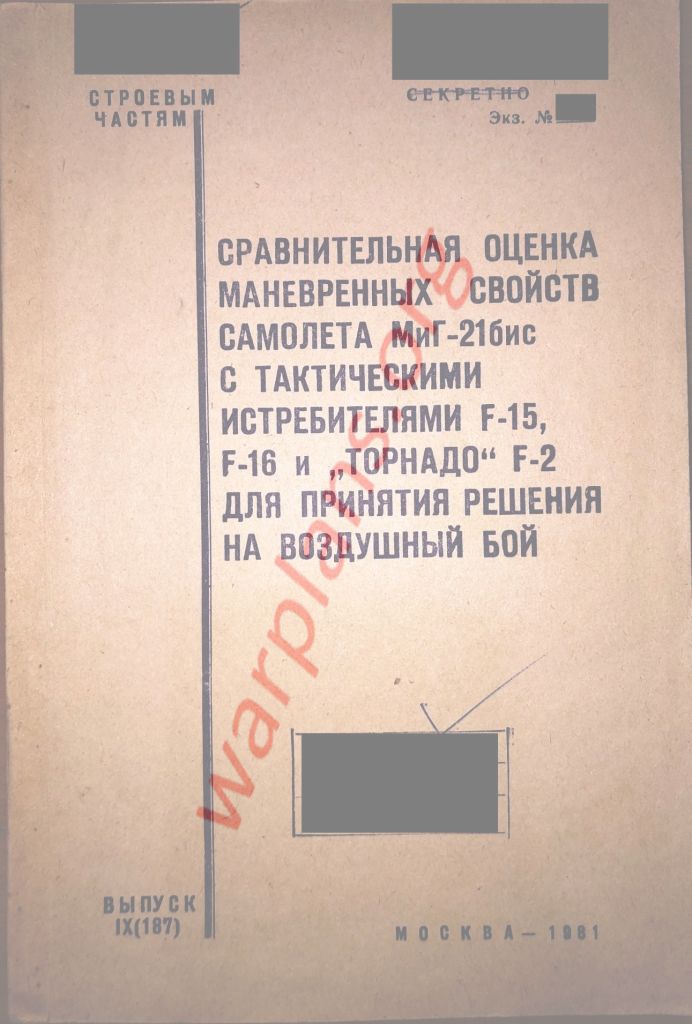 СТРОЕВЫМ
ЧАСТЯМ
СЕКРЕТНО
Экз. №
СРАВНИТЕЛЬНАЯ ОЦЕНКА
МАНЕВРЕННЫХ СВОЙСТВ
САМОЛЕТА МиГ-21бис
С ТАКТИЧЕСКИМИ
ИСТРЕБИТЕЛЯМИ F-15,
F-16 и „ТОРНАДО“ F-2
ДЛЯ ПРИНЯТИЯ РЕШЕНИЯ
НА ВОЗДУШНЫЙ БОЙ
warplans.org
ВЫПУСК
IX(187)
МОСКВА — 1981